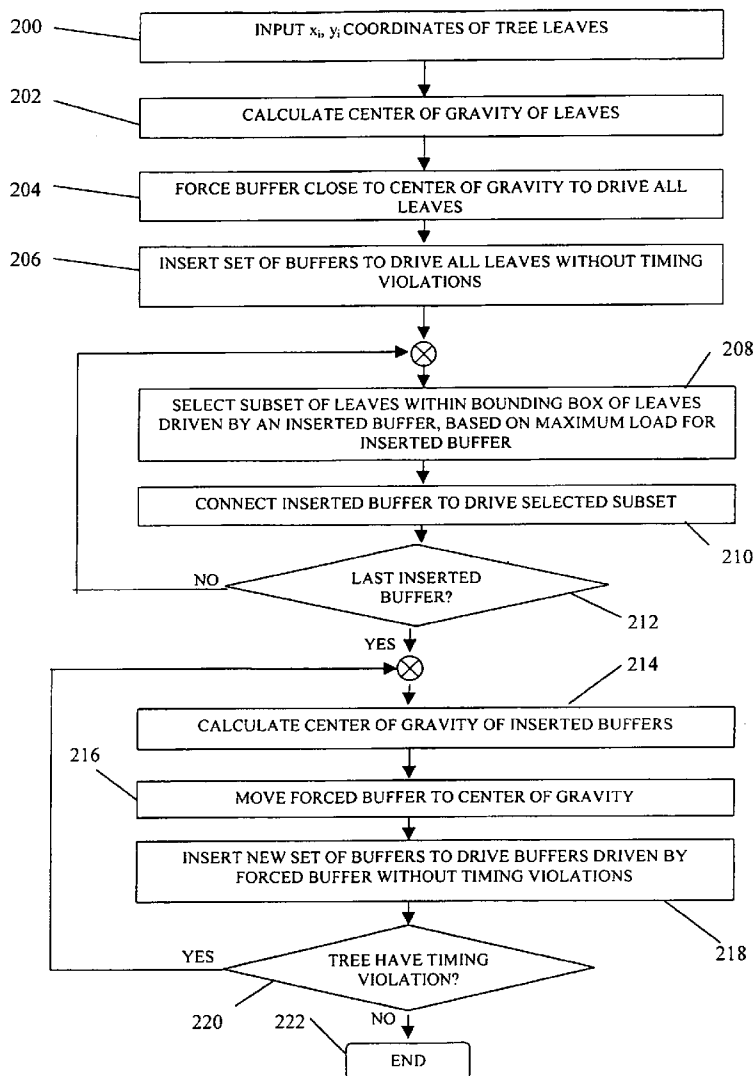 200
INPUT xi, yi COORDINATES OF TREE LEAVES
202
CALCULATE CENTER OF GRAVITY OF LEAVES
204
FORCE BUFFER CLOSE TO CENTER OF GRAVITY TO DRIVE ALL
LEAVES
206
INSERT SET OF BUFFERS TO DRIVE ALL LEAVES WITHOUT TIMING
VIOLATIONS
208
SELECT SUBSET OF LEAVES WITHIN BOUNDING BOX OF LEAVES
DRIVEN BY AN INSERTED BUFFER, BASED ON MAXIMUM LOAD FOR
INSERTED BUFFER
CONNECT INSERTED BUFFER TO DRIVE SELECTED SUBSET
210
NO
LAST INSERTED
BUFFER?
212
YES
214
CALCULATE CENTER OF GRAVITY OF INSERTED BUFFERS
216
MOVE FORCED BUFFER TO CENTER OF GRAVITY
INSERT NEW SET OF BUFFERS TO DRIVE BUFFERS DRIVEN BY
FORCED BUFFER WITHOUT TIMING VIOLATIONS
218
YES
TREE HAVE TIMING
VIOLATION?
220
NO
222
END